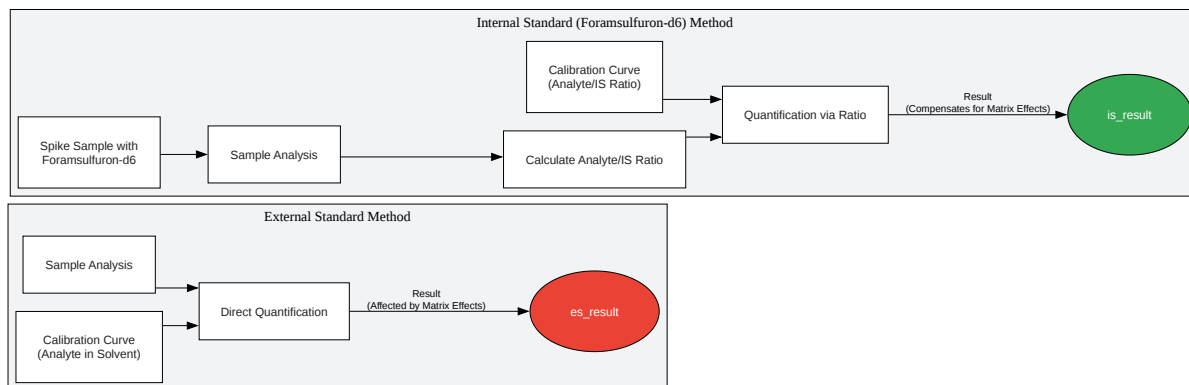 Internal Standard (Foramsulfuron-d6) Method
Calibration Curve
(Analyte/IS Ratio)
Result
(Compensates for Matrix Effects)
Quantification via Ratio
is_result
Spike Sample with
Foramsulfuron-d6
Sample Analysis
Calculate Analyte/IS Ratio
External Standard Method
Sample Analysis
Result
(Affected by Matrix Effects)
Direct Quantification
es_result
Calibration Curve
(Analyte in Solvent)